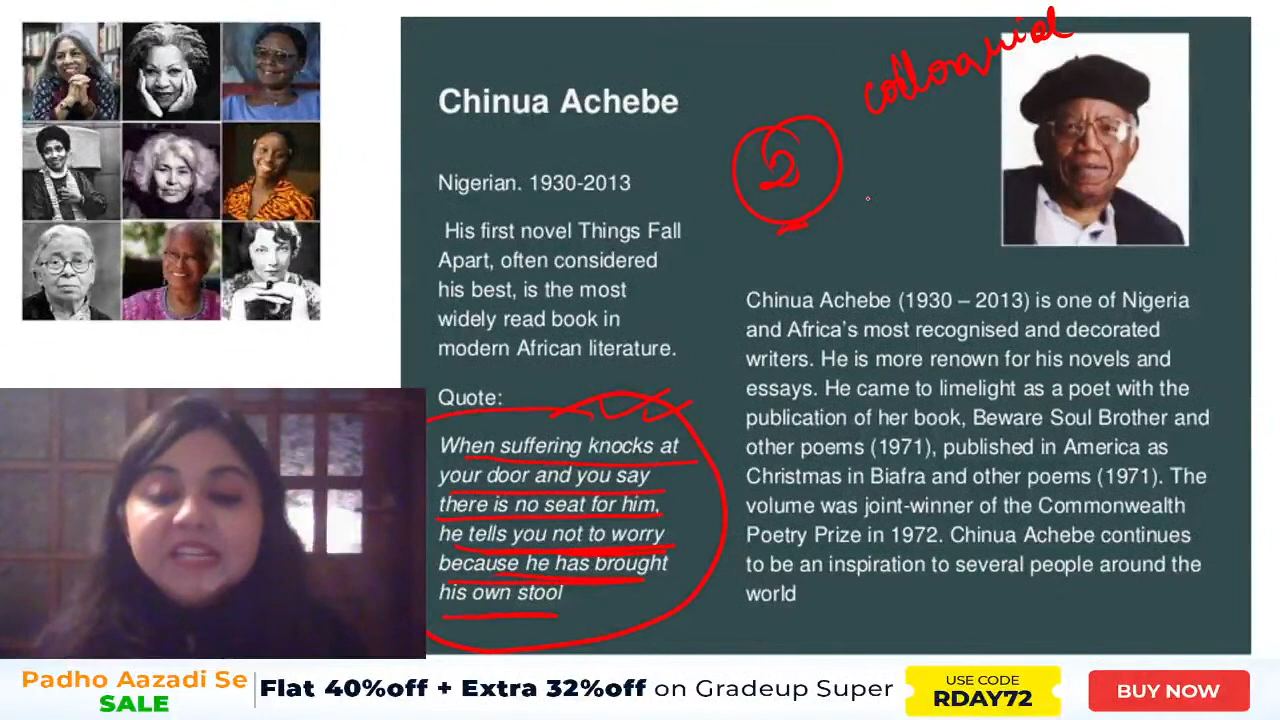 Chinua Achebe
Nigerian. 1930-2013
His first novel Things Fall
Apart, often considered
his best, is the most
widely read book in
modern African literature.
Quote:
When suffering knocks at
your door and you say
there is no seat for him,
he tells you not to worry
because he has brought
his own stool
colloquial
2
Chinua Achebe (1930 – 2013) is one of Nigeria
and Africa's most recognised and decorated
writers. He is more renown for his novels and
essays. He came to limelight as a poet with the
publication of her book, Beware Soul Brother and
other poems (1971), published in America as
Christmas in Biafra and other poems (1971). The
volume was joint-winner of the Commonwealth
Poetry Prize in 1972. Chinua Achebe continues
to be an inspiration to several people around the
world
Padho Aazadi Se
SALE
Flat 40%off + Extra 32%off on Gradeup Super
USE CODE
RDAY72
BUY NOW